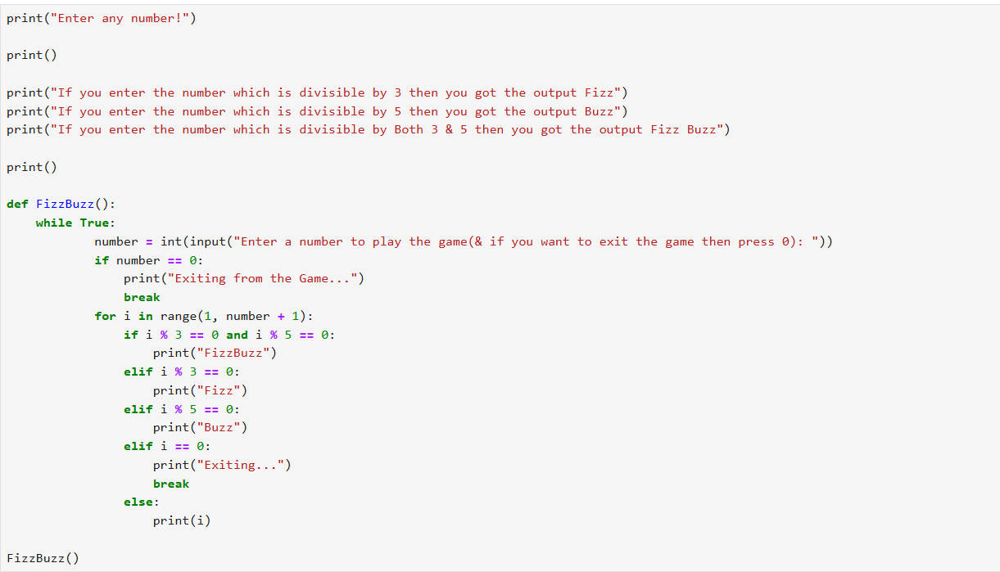 print("Enter any number!")

print()

print("If you enter the number which is divisible by 3 then you got the output Fizz")
print("If you enter the number which is divisible by 5 then you got the output Buzz")
print("If you enter the number which is divisible by Both 3 & 5 then you got the output Fizz Buzz")

print()

def FizzBuzz():
    while True:
            number = int(input("Enter a number to play the game(& if you want to exit the game then press 0): "))
            if number == 0:
                print("Exiting from the Game...")
                break
            for i in range(1, number + 1):
                if i % 3 == 0 and i % 5 == 0:
                    print("FizzBuzz")
                elif i % 3 == 0:
                    print("Fizz")
                elif i % 5 == 0:
                    print("Buzz")
                elif i == 0:
                    print("Exiting...")
                    break
                else:
                    print(i)

FizzBuzz()